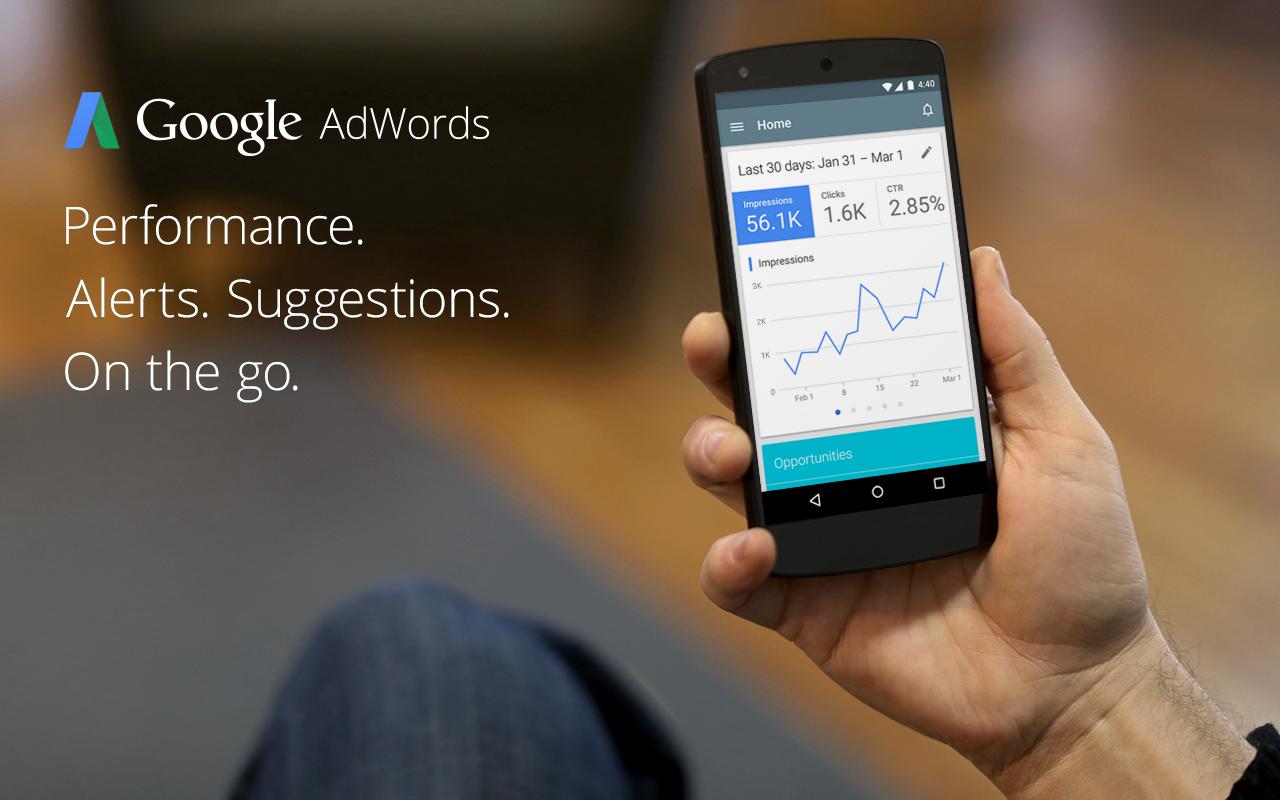 Google AdWords
Performance.
Alerts. Suggestions.
On the go.
4:40
Home
Last 30 days: Jan 31 – Mar 1
Impressions
56.1K
Clicks
1.6K
CTR
2.85%
Impressions
3K
2K
1K
0
Feb 1 8 15 22 Mar 1
Opportunities